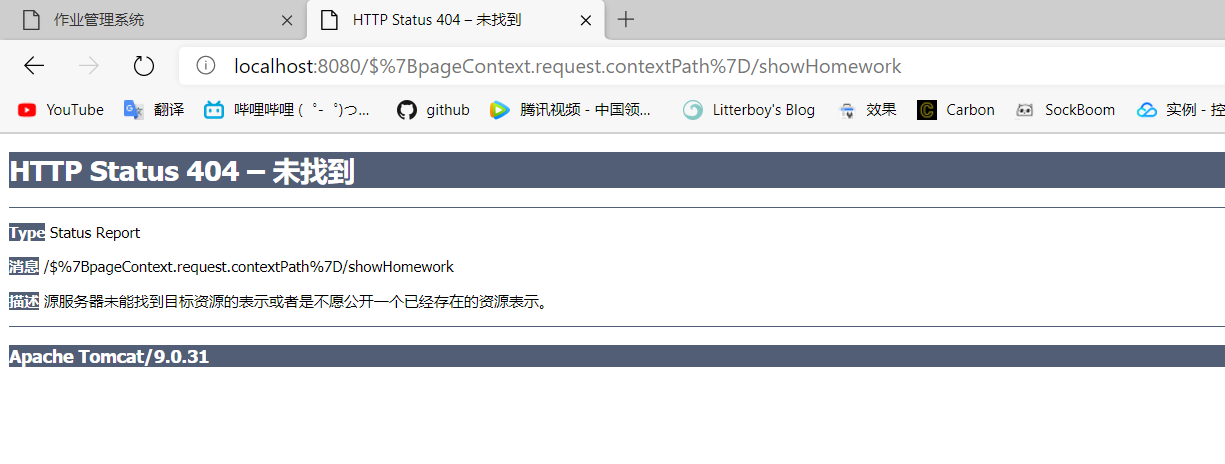 作业管理系统
HTTP Status 404 – 未找到
localhost:8080/$%7BpageContext.request.contextPath%7D/showHomework
YouTube 翻译 哔哩哔哩 ( ゜- ゜)つ... github 腾讯视频 - 中国领... Litterboy's Blog 效果 Carbon SockBoom 实例 - 控
HTTP Status 404 – 未找到
Type Status Report
消息 /$%7BpageContext.request.contextPath%7D/showHomework
描述 源服务器未能找到目标资源的表示或者是不愿公开一个已经存在的资源表示。
Apache Tomcat/9.0.31